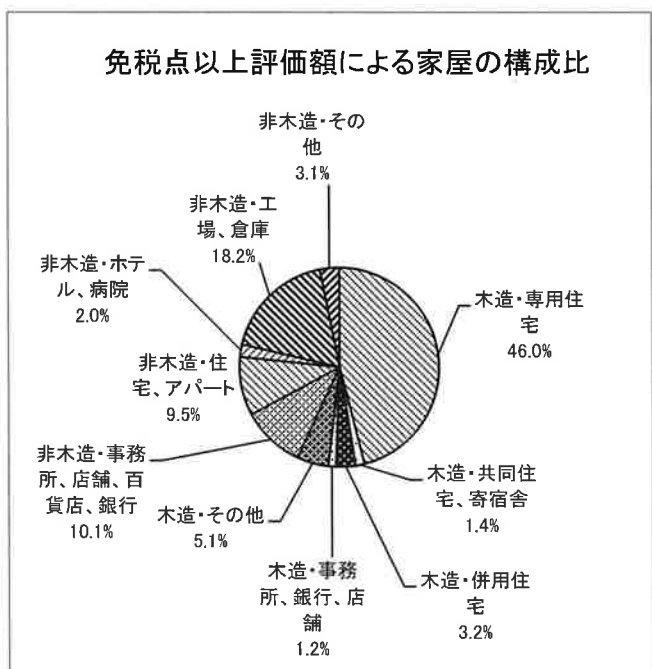 免税点以上評価額による家屋の構成比
非木造・その
他
3.1%
非木造・工
場、倉庫
18.2%
非木造・ホテ
ル、病院
2.0%
木造・専用住
宅
46.0%
非木造・住
宅、アパート
9.5%
非木造・事務
所、店舗、百
貨店、銀行
10.1%
木造・その他
5.1%
木造・共同住
宅、寄宿舎
1.4%
木造・事務
所、銀行、店
舗
1.2%
木造・併用住
宅
3.2%